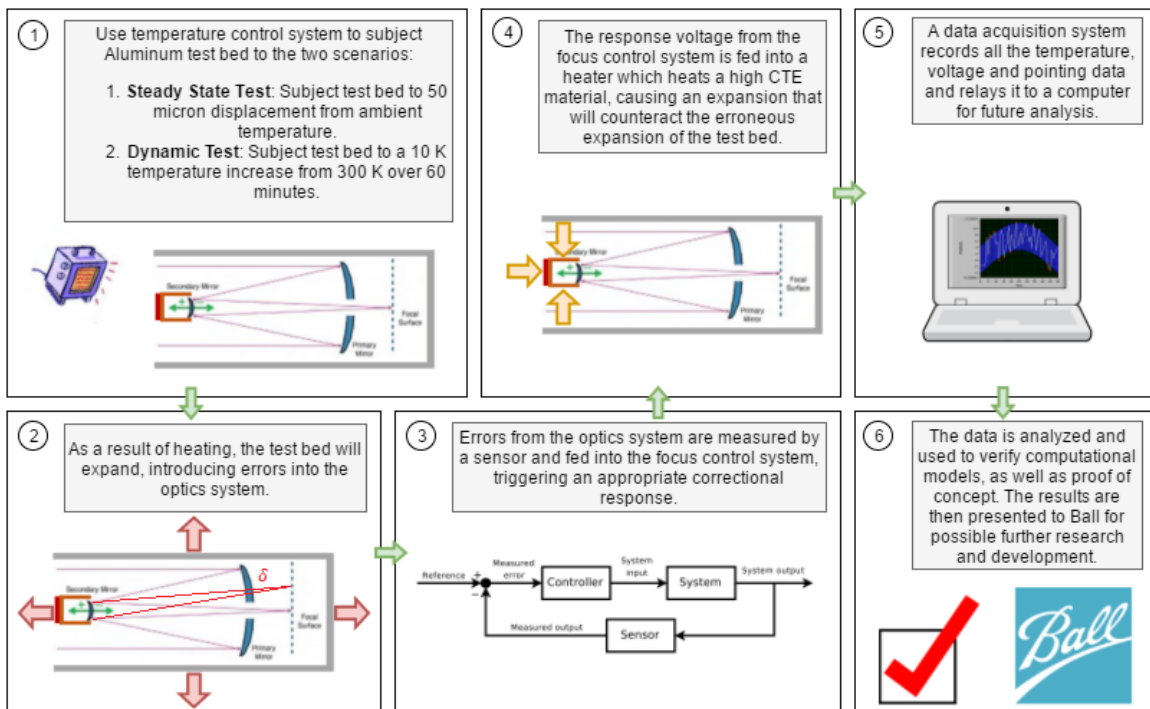 1
Use temperature control system to subject
Aluminum test bed to the two scenarios:
1. Steady State Test: Subject test bed to 50
micron displacement from ambient
temperature.
2. Dynamic Test: Subject test bed to a 10 K
temperature increase from 300 K over 60
minutes.
Secondary Mirror
+
Primary
Mirror
Focal
Surface
2
As a result of heating, the test bed will
expand, introducing errors into the
optics system.
Secondary Mirror
+
δ
Primary
Mirror
Focal
Surface
3
Errors from the optics system are measured by
a sensor and fed into the focus control system,
triggering an appropriate correctional
response.
Reference
+
−
Measured
error
Controller
System
input
System
System output
Measured output
Sensor
4
The response voltage from the
focus control system is fed into a
heater which heats a high CTE
material, causing an expansion that
will counteract the erroneous
expansion of the test bed.
Mirror
+
Primary
Mirror
Focal
Surface
5
A data acquisition system
records all the temperature,
voltage and pointing data
and relays it to a computer
for future analysis.
6
The data is analyzed and
used to verify computational
models, as well as proof of
concept. The results are
then presented to Ball for
possible further research
and development.
Ball